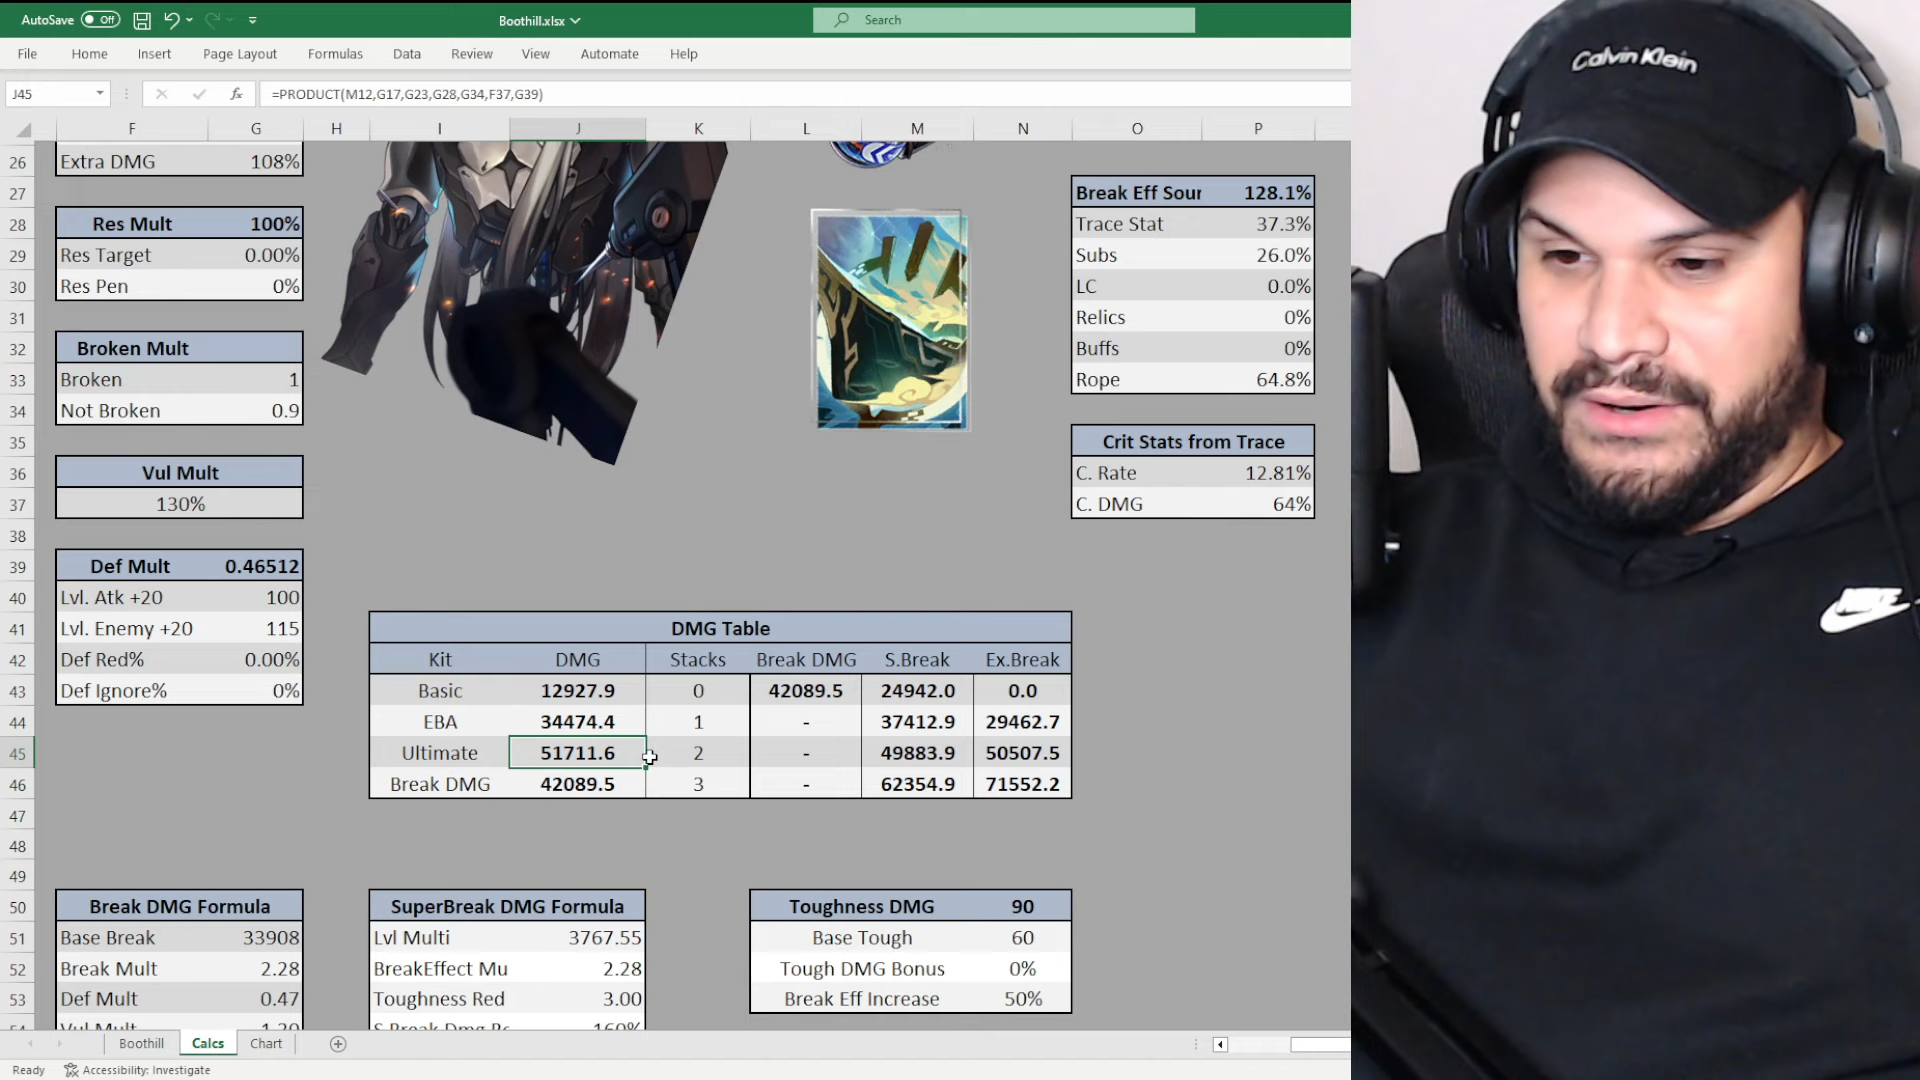 AutoSave Off Boothill.xlsx Search
File Home Insert Page Layout Formulas Data Review View Automate Help
J45 fx =PRODUCT(M12,G17,G23,G28,G34,F37,G39)
F G H I J K L M N O P
26 Extra DMG 108%
27 Break Eff Sour 128.1%
28 Res Mult 100% Trace Stat 37.3%
29 Res Target 0.00% Subs 26.0%
30 Res Pen 0% LC 0.0%
31 Relics 0%
32 Broken Mult Buffs 0%
33 Broken 1 Rope 64.8%
34 Not Broken 0.9
35 Crit Stats from Trace
36 Vul Mult C. Rate 12.81%
37 130% C. DMG 64%
38
39 Def Mult 0.46512
40 Lvl. Atk +20 100
41 Lvl. Enemy +20 115 DMG Table
42 Def Red% 0.00% Kit DMG Stacks Break DMG S.Break Ex.Break
43 Def Ignore% 0% Basic 12927.9 0 42089.5 24942.0 0.0
44 EBA 34474.4 1 - 37412.9 29462.7
45 Ultimate 51711.6 2 - 49883.9 50507.5
46 Break DMG 42089.5 3 - 62354.9 71552.2
47
48
49
50 Break DMG Formula SuperBreak DMG Formula Toughness DMG 90
51 Base Break 33908 Lvl Multi 3767.55 Base Tough 60
52 Break Mult 2.28 BreakEffect Mu 2.28 Tough DMG Bonus 0%
53 Def Mult 0.47 Toughness Red 3.00 Break Eff Increase 50%
Vul Mult 1.30 160%
Boothill Calcs Chart
Ready Accessibility: Investigate
Calvin Klein
NIKE